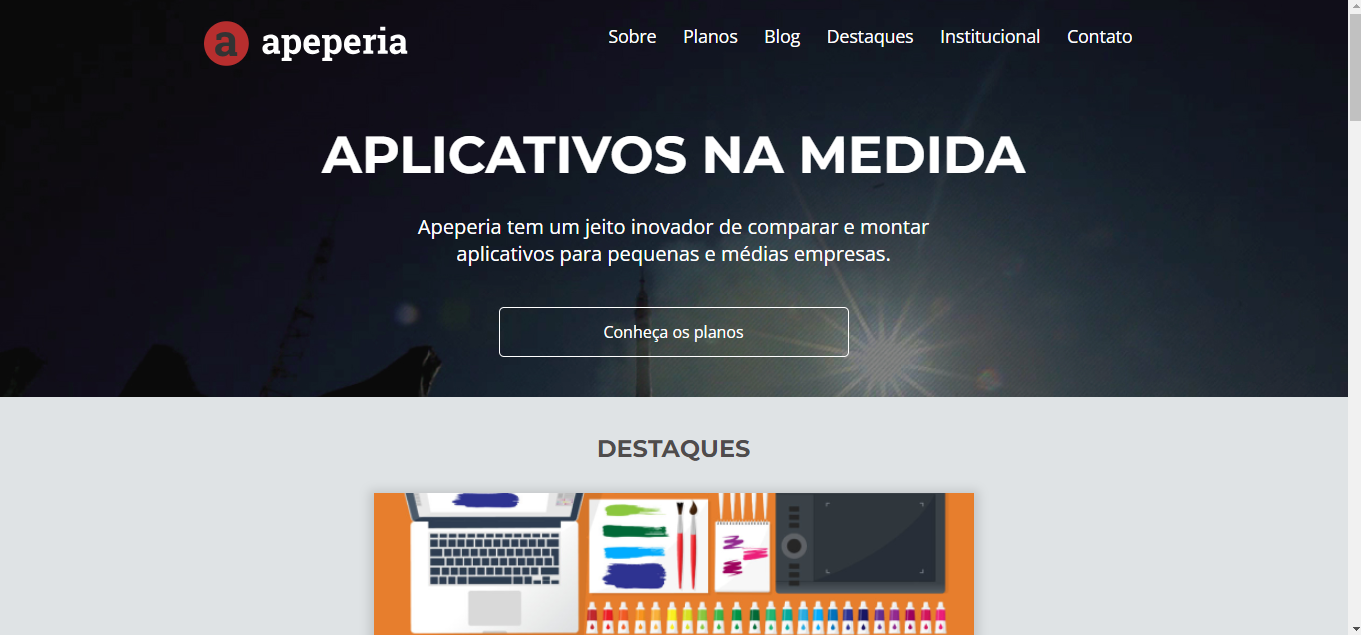 a apeperia
Sobre Planos Blog Destaques Institucional Contato
APLICATIVOS NA MEDIDA
Apeperia tem um jeito inovador de comparar e montar
aplicativos para pequenas e médias empresas.
Conheça os planos
DESTAQUES